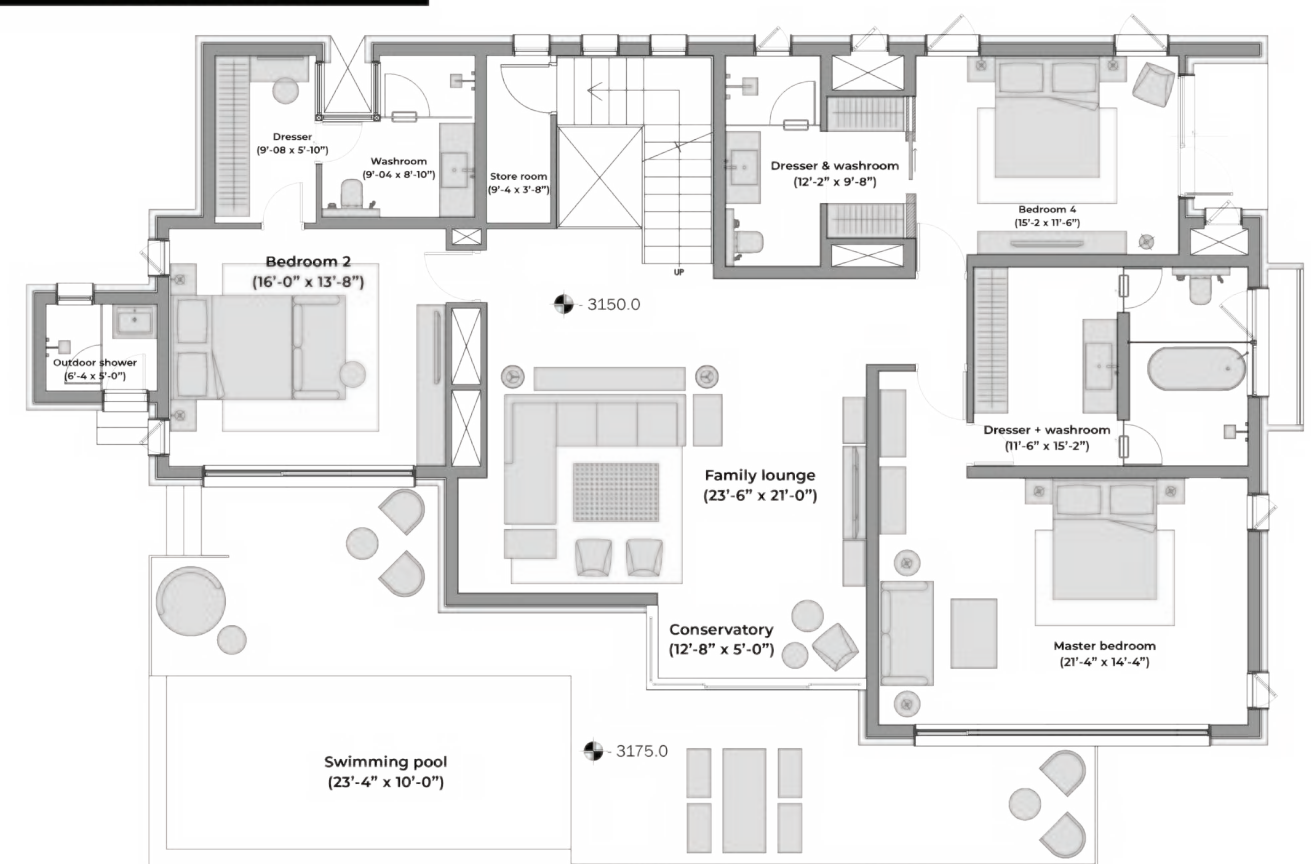 Dresser
(9'-08 x 5'-10")
Washroom
(9'-04 x 8'-10")
Store room
(9'-4 x 3'-8")
Dresser & washroom
(12'-2" x 9'-8")
Bedroom 4
(15'-2 x 11'-6")
UP
Bedroom 2
(16'-0" x 13'-8")
- 3150.0
Outdoor shower
(6'-4 x 5'-0")
Dresser + washroom
(11'-6" x 15'-2")
Family lounge
(23'-6" x 21'-0")
Conservatory
(12'-8" x 5'-0")
Master bedroom
(21'-4" x 14'-4")
- 3175.0
Swimming pool
(23'-4" x 10'-0")